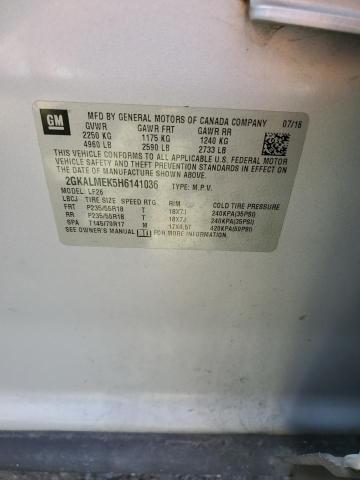 GM
MFD BY GENERAL MOTORS OF CANADA COMPANY 07/16
GVWR GAWR FRT GAWR RR
2250 KG 1175 KG 1240 KG
4960 LB 2590 LB 2733 LB
THIS VEHICLE CONFORMS TO ALL APPLICABLE U.S. FEDERAL MOTOR VEHICLE SAFETY AND THEFT PREVENTION STANDARDS IN EFFECT ON THE DATE OF MANUFACTURE SHOWN ABOVE.
2GKALMEK5H6141036 TYPE: M.P.V.
LBCJ LF26
TIRE SIZE SPEED RTG RIM COLD TIRE PRESSURE
FRT P235/55R18 T 18X7J 240KPA(35PSI)
RR P235/55R18 T 18X7J 240KPA(35PSI)
SPA T145/70R17 M 17X4.5T 420KPA(60PSI)
SEE OWNER'S MANUAL FOR MORE INFORMATION.